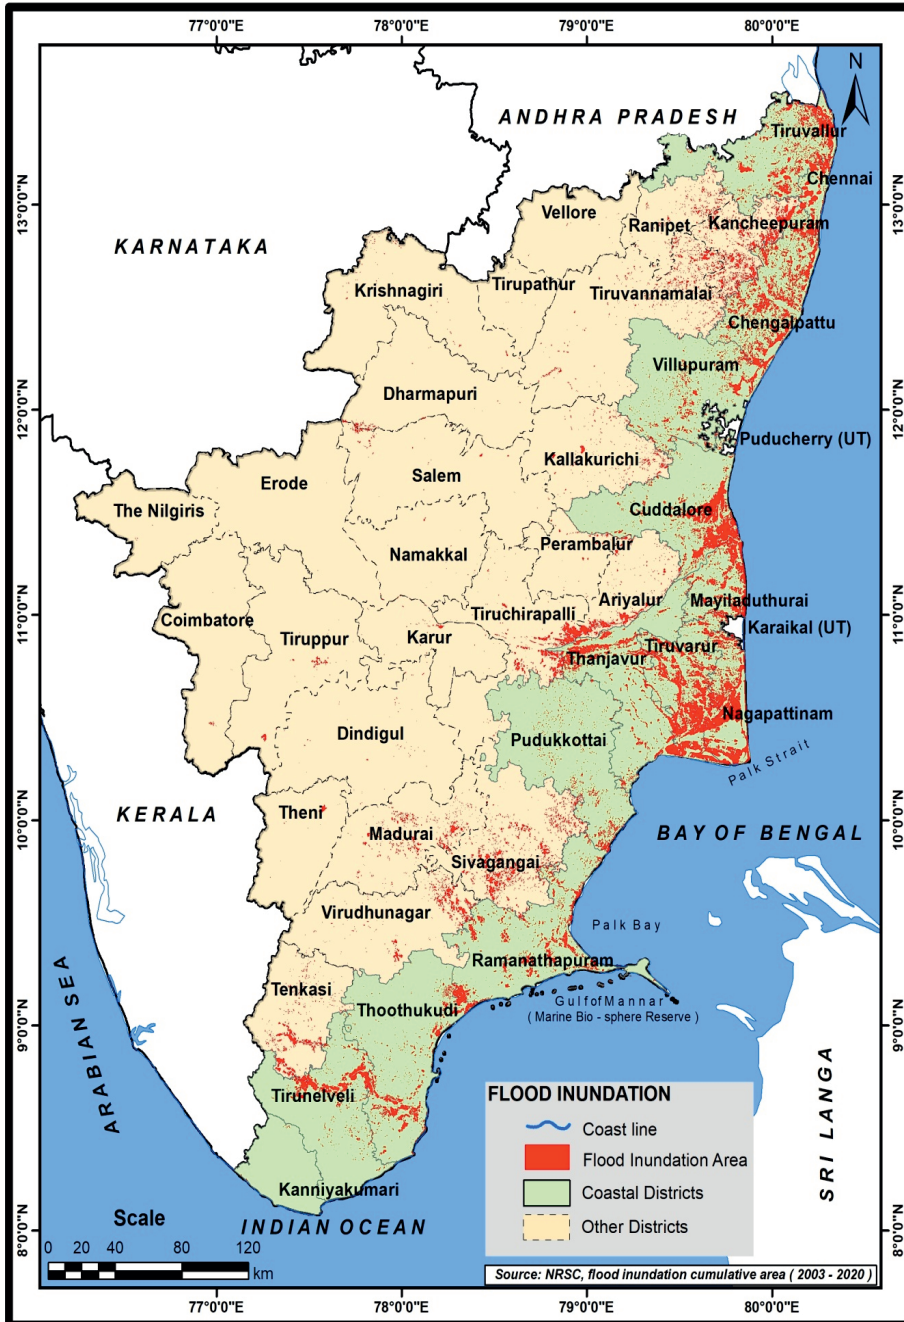 77°0'0"E 78°0'0"E 79°0'0"E 80°0'0"E
N
ANDHRA PRADESH
Tiruvallur
Chennai
13°0'0"N 13°0'0"N
Vellore
Ranipet
Kancheepuram
KARNATAKA
Krishnagiri
Tirupathur
Tiruvannamalai
Chengalpattu
Villupuram
Dharmapuri
12°0'0"N 12°0'0"N
Puducherry (UT)
Kallakurichi
Salem
Erode
The Nilgiris
Cuddalore
Perambalur
Namakkal
Ariyalur
Mayiladuthurai
Tiruchirapalli
11°0'0"N 11°0'0"N
Coimbatore
Karaikal (UT)
Tiruppur
Karur
Tiruvarur
Thanjavur
Nagapattinam
Dindigul
Pudukkottai
Palk Strait
KERALA
Theni
10°0'0"N 10°0'0"N
Madurai
BAY OF BENGAL
Sivagangai
Virudhunagar
Palk Bay
Ramanathapuram
Tenkasi
Thoothukudi
Gulf of Mannar
( Marine Bio - sphere Reserve )
9°0'0"N 9°0'0"N
ARABIAN SEA
Tirunelveli
SRI LANGA
Kanniyakumari
INDIAN OCEAN
8°0'0"N 8°0'0"N
FLOOD INUNDATION
Coast line
Flood Inundation Area
Coastal Districts
Other Districts
Scale
0 20 40 80 120
km
Source: NRSC, flood inundation cumulative area ( 2003 - 2020 )
77°0'0"E 78°0'0"E 79°0'0"E 80°0'0"E